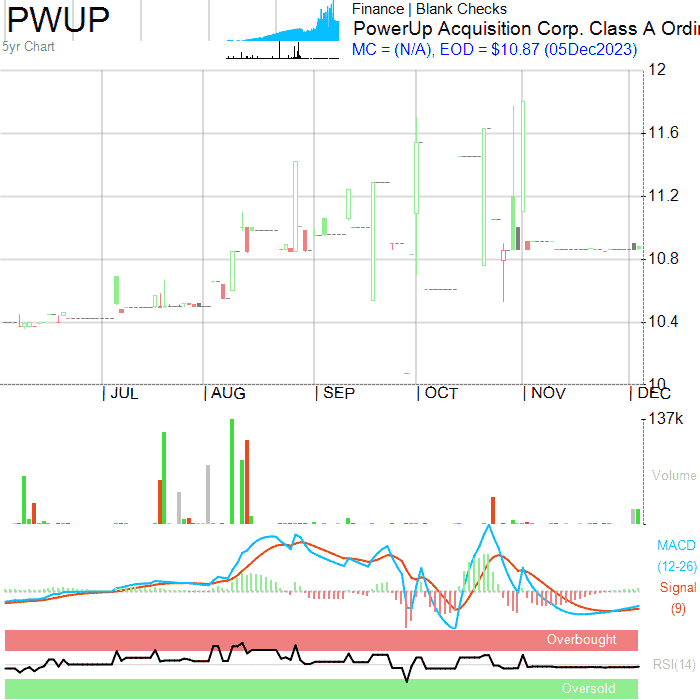 PWUP
5yr Chart
Finance | Blank Checks
PowerUp Acquisition Corp. Class A Ordi
MC = (N/A), EOD = $10.87 (05Dec2023)
12
11.6
11.2
10.8
10.4
10
| JUL | AUG | SEP | OCT | NOV | DEC
137k
Volume
MACD
(12-26)
Signal
(9)
Overbought
RSI(14)
Oversold